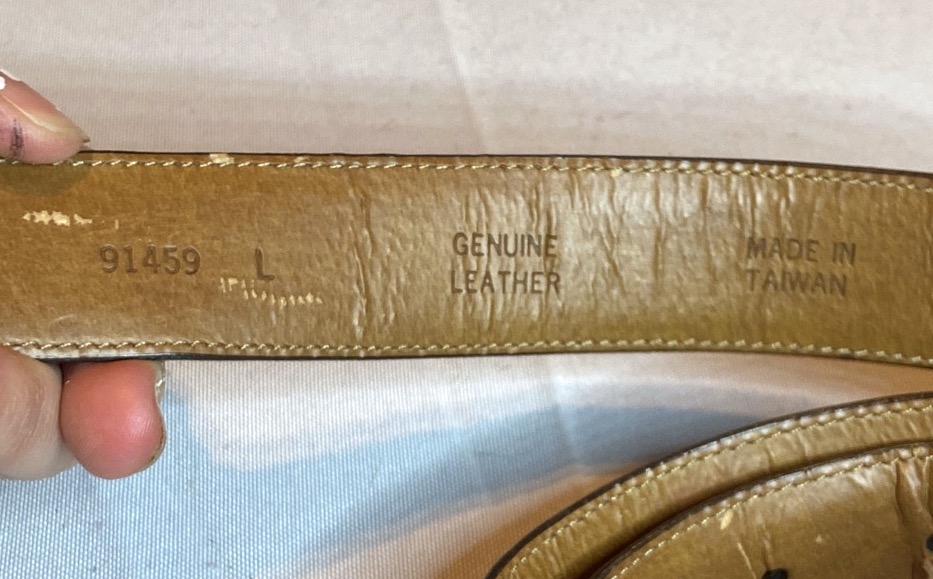 91459 L
GENUINE
LEATHER
MADE IN
TAIWAN